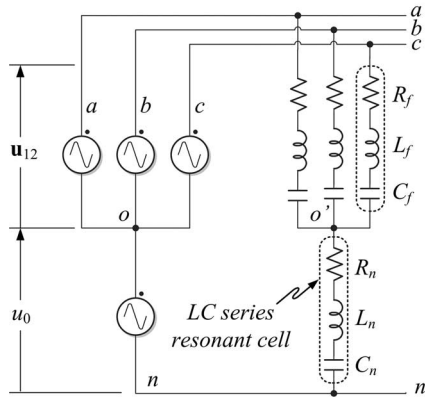 a
b
c
a b c
u12
Rf
Lf
Cf
o o'
u0
Rn
LC series
resonant cell
Ln
Cn
n n